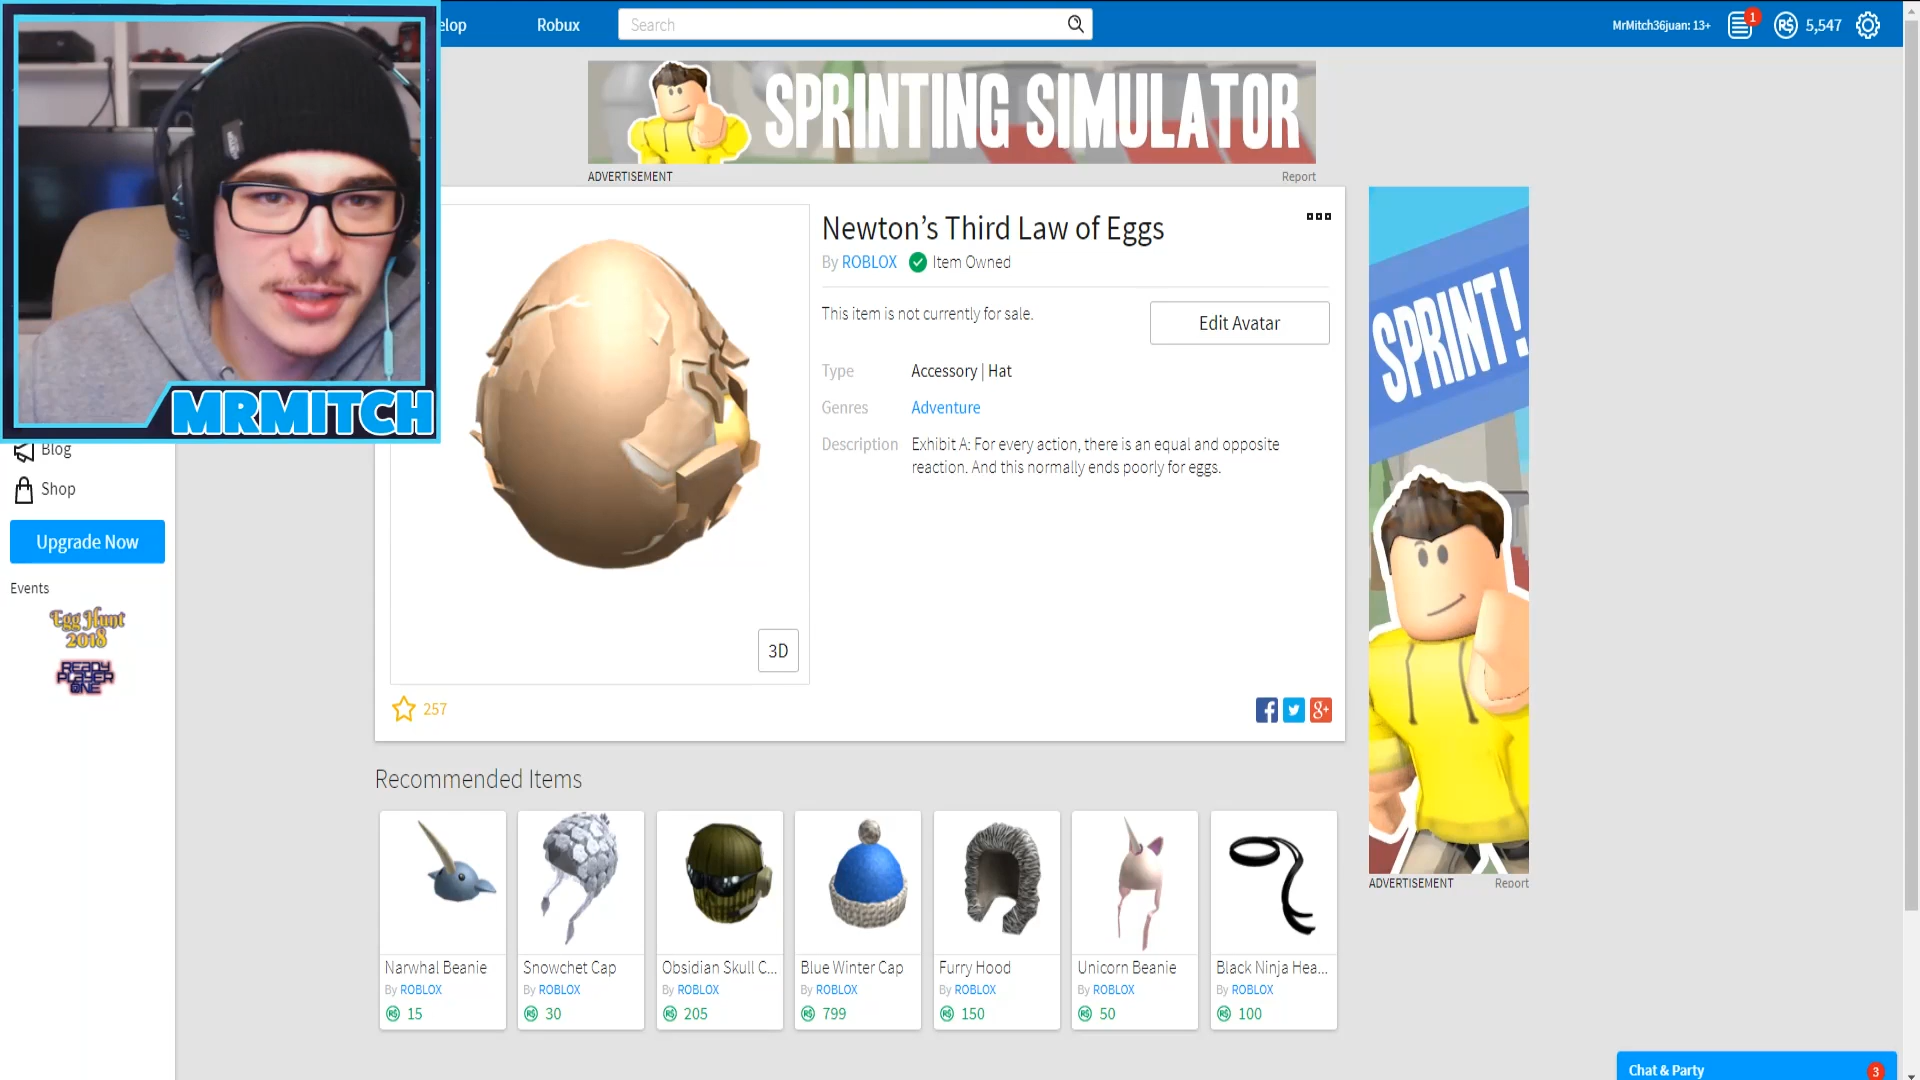 elop
Robux
Search
MrMitch36juan: 13+
1
R$
5,547
SPRINTING SIMULATOR
ADVERTISEMENT
Report
MRMITCH
Blog
Shop
Upgrade Now
Events
Egg Hunt
2018
READY
PLAYER
ONE
Newton’s Third Law of Eggs
By ROBLOX Item Owned
This item is not currently for sale.
Edit Avatar
Type Accessory | Hat
Genres Adventure
Description Exhibit A: For every action, there is an equal and opposite
reaction. And this normally ends poorly for eggs.
3D
257
f
g+
SPRINT!
ADVERTISEMENT
Report
Recommended Items
Narwhal Beanie
By ROBLOX
R$ 15
Snowchet Cap
By ROBLOX
R$ 30
Obsidian Skull C...
By ROBLOX
R$ 205
Blue Winter Cap
By ROBLOX
R$ 799
Furry Hood
By ROBLOX
R$ 150
Unicorn Beanie
By ROBLOX
R$ 50
Black Ninja Hea...
By ROBLOX
R$ 100
Chat & Party
3